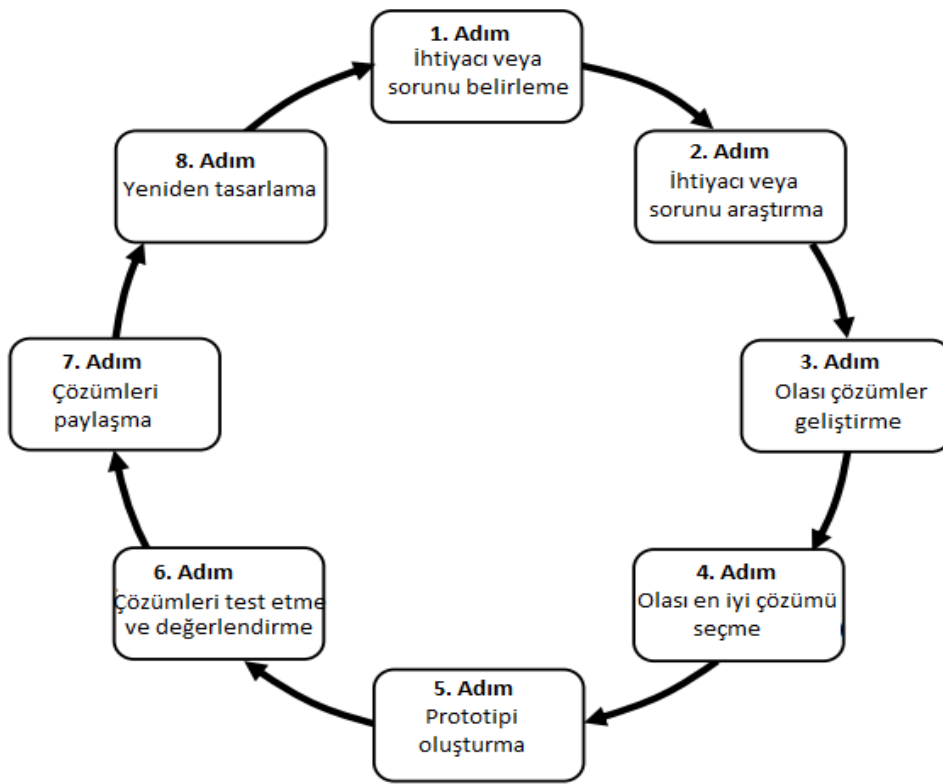 1. Adım
İhtiyacı veya
sorunu belirleme
2. Adım
İhtiyacı veya
sorunu araştırma
3. Adım
Olası çözümler
geliştirme
4. Adım
Olası en iyi çözümü
seçme
5. Adım
Prototipi
oluşturma
6. Adım
Çözümleri test etme
ve değerlendirme
7. Adım
Çözümleri
paylaşma
8. Adım
Yeniden tasarlama